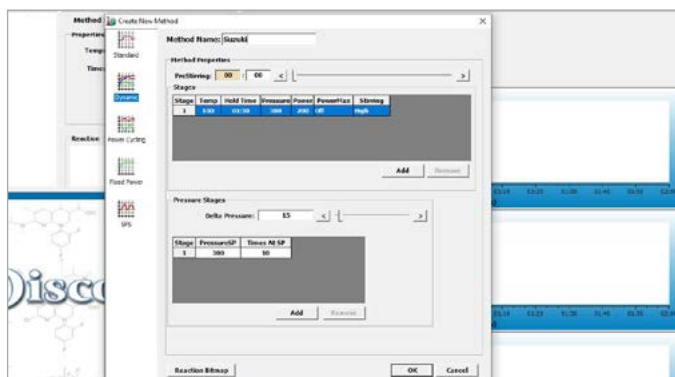 Create New Method
Method
Properties
Temp
Time
Reaction
Standard
Dynamic
Power Cycling
Fixed Power
SPS
Method Name: Suzuki
Method Properties
PreStirring: 00 : 00 < >
Stages
Stage Temp Hold Time Pressure Power PowerMax Stirring
1 300 200 Off High
Add Remove
Pressure Stages
Delta Pressure: 15 < >
Stage PressureSP Times At SP
1 300 10
Add Remove
Reaction Bitmap OK Cancel
Disco